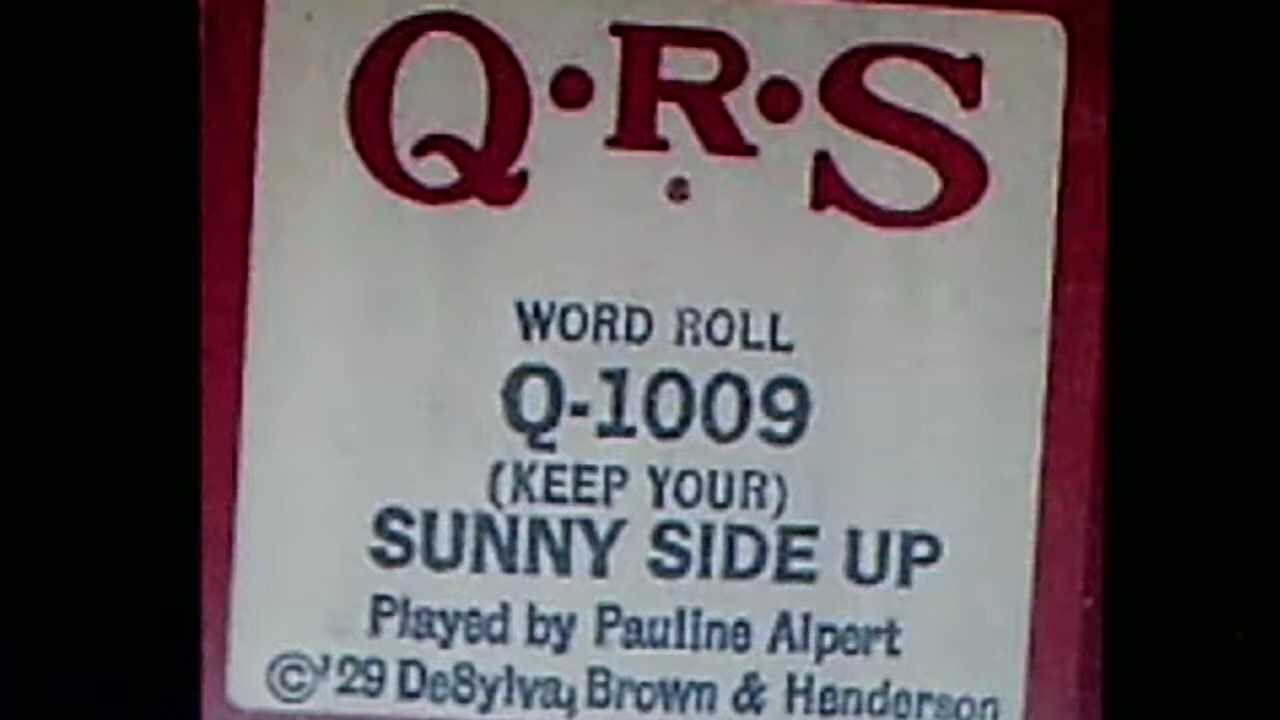 Q·R·S
®
WORD ROLL
Q-1009
(KEEP YOUR)
SUNNY SIDE UP
Played by Pauline Alpert
©'29 DeSylva, Brown & Henderson